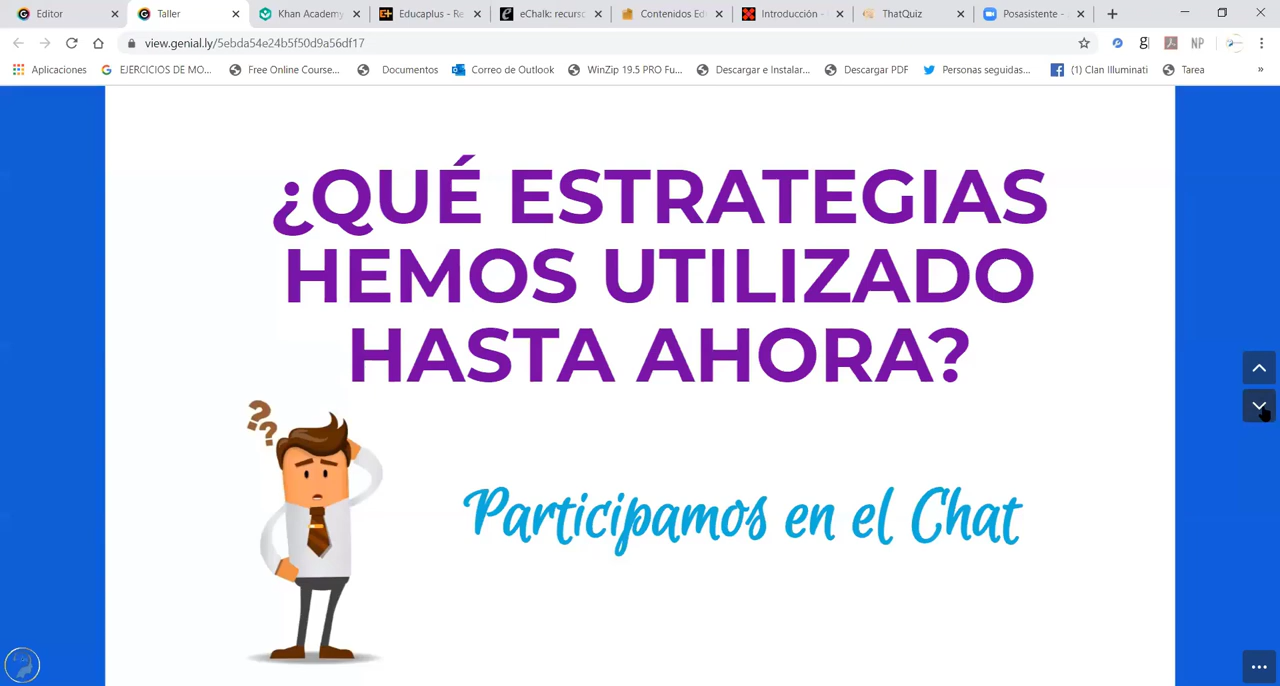 Editor
Taller
Khan Academy
Educaplus - Re
eChalk: recurso
Contenidos Ed
Introducción -
ThatQuiz
Posasistente -
view.genial.ly/5ebda54e24b5f50d9a56df17
Aplicaciones
EJERCICIOS DE MO...
Free Online Course...
Documentos
Correo de Outlook
WinZip 19.5 PRO Fu...
Descargar e Instalar...
Descargar PDF
Personas seguidas...
(1) Clan Illuminati
Tarea
¿QUÉ ESTRATEGIAS
HEMOS UTILIZADO
HASTA AHORA?
??
Participamos en el Chat